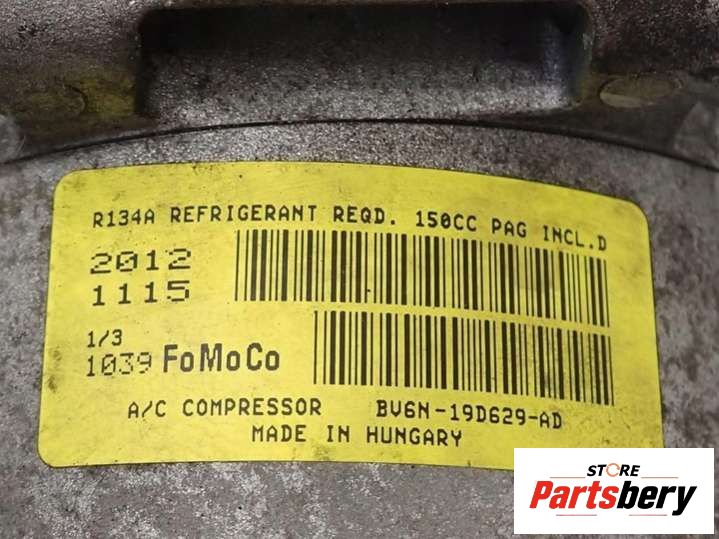 R134A REFRIGERANT REQD. 150CC PAG INCL.D
2012
1115
1/3
1039 FoMoCo
A/C COMPRESSOR BV6N-19D629-AD
MADE IN HUNGARY
STORE
Partsbery